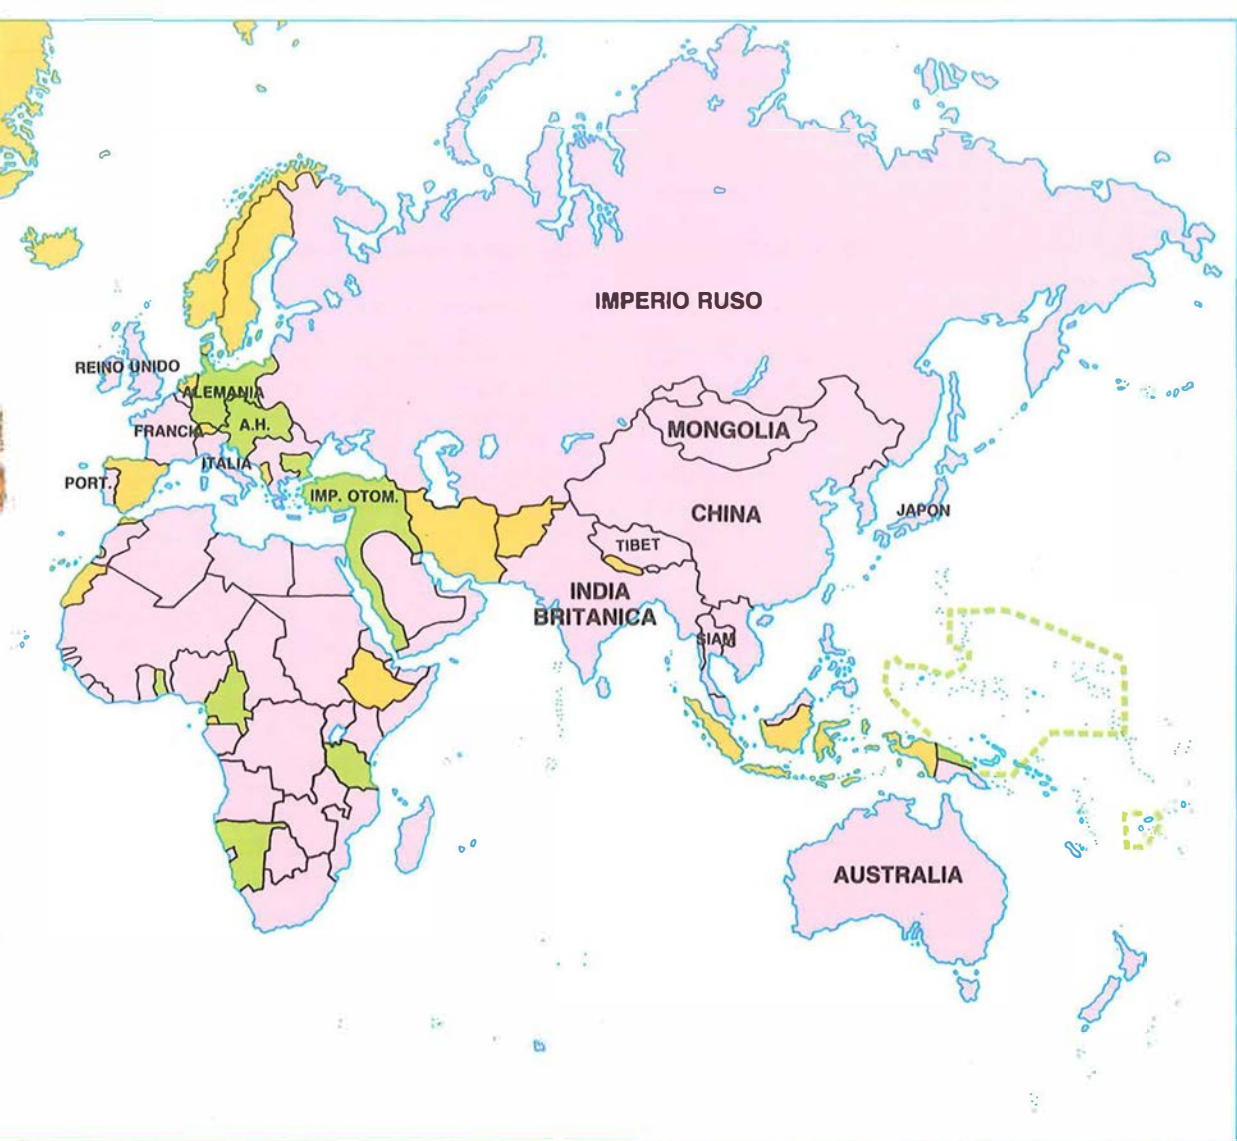 IMPERIO RUSO
REINO UNIDO
ALEMANIA
A.H.
FRANCIA
ITALIA
PORT.
IMP. OTOM.
MONGOLIA
CHINA
JAPON
TIBET
INDIA
BRITANICA
SIAM
AUSTRALIA